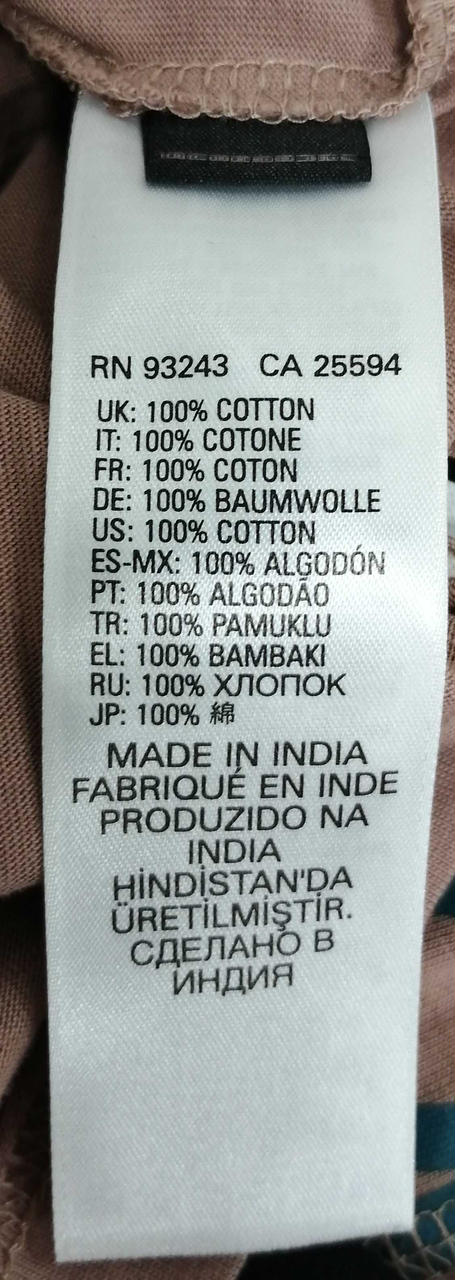 RN 93243 CA 25594
UK: 100% COTTON
IT: 100% COTONE
FR: 100% COTON
DE: 100% BAUMWOLLE
US: 100% COTTON
ES-MX: 100% ALGODÓN
PT: 100% ALGODÃO
TR: 100% PAMUKLU
EL: 100% BAMBAKI
RU: 100% ХЛОПОК
JP: 100% 綿
MADE IN INDIA
FABRIQUÉ EN INDE
PRODUZIDO NA
INDIA
HİNDİSTAN'DA
ÜRETİLMİŞTİR.
СДЕЛАНО В
ИНДИЯ